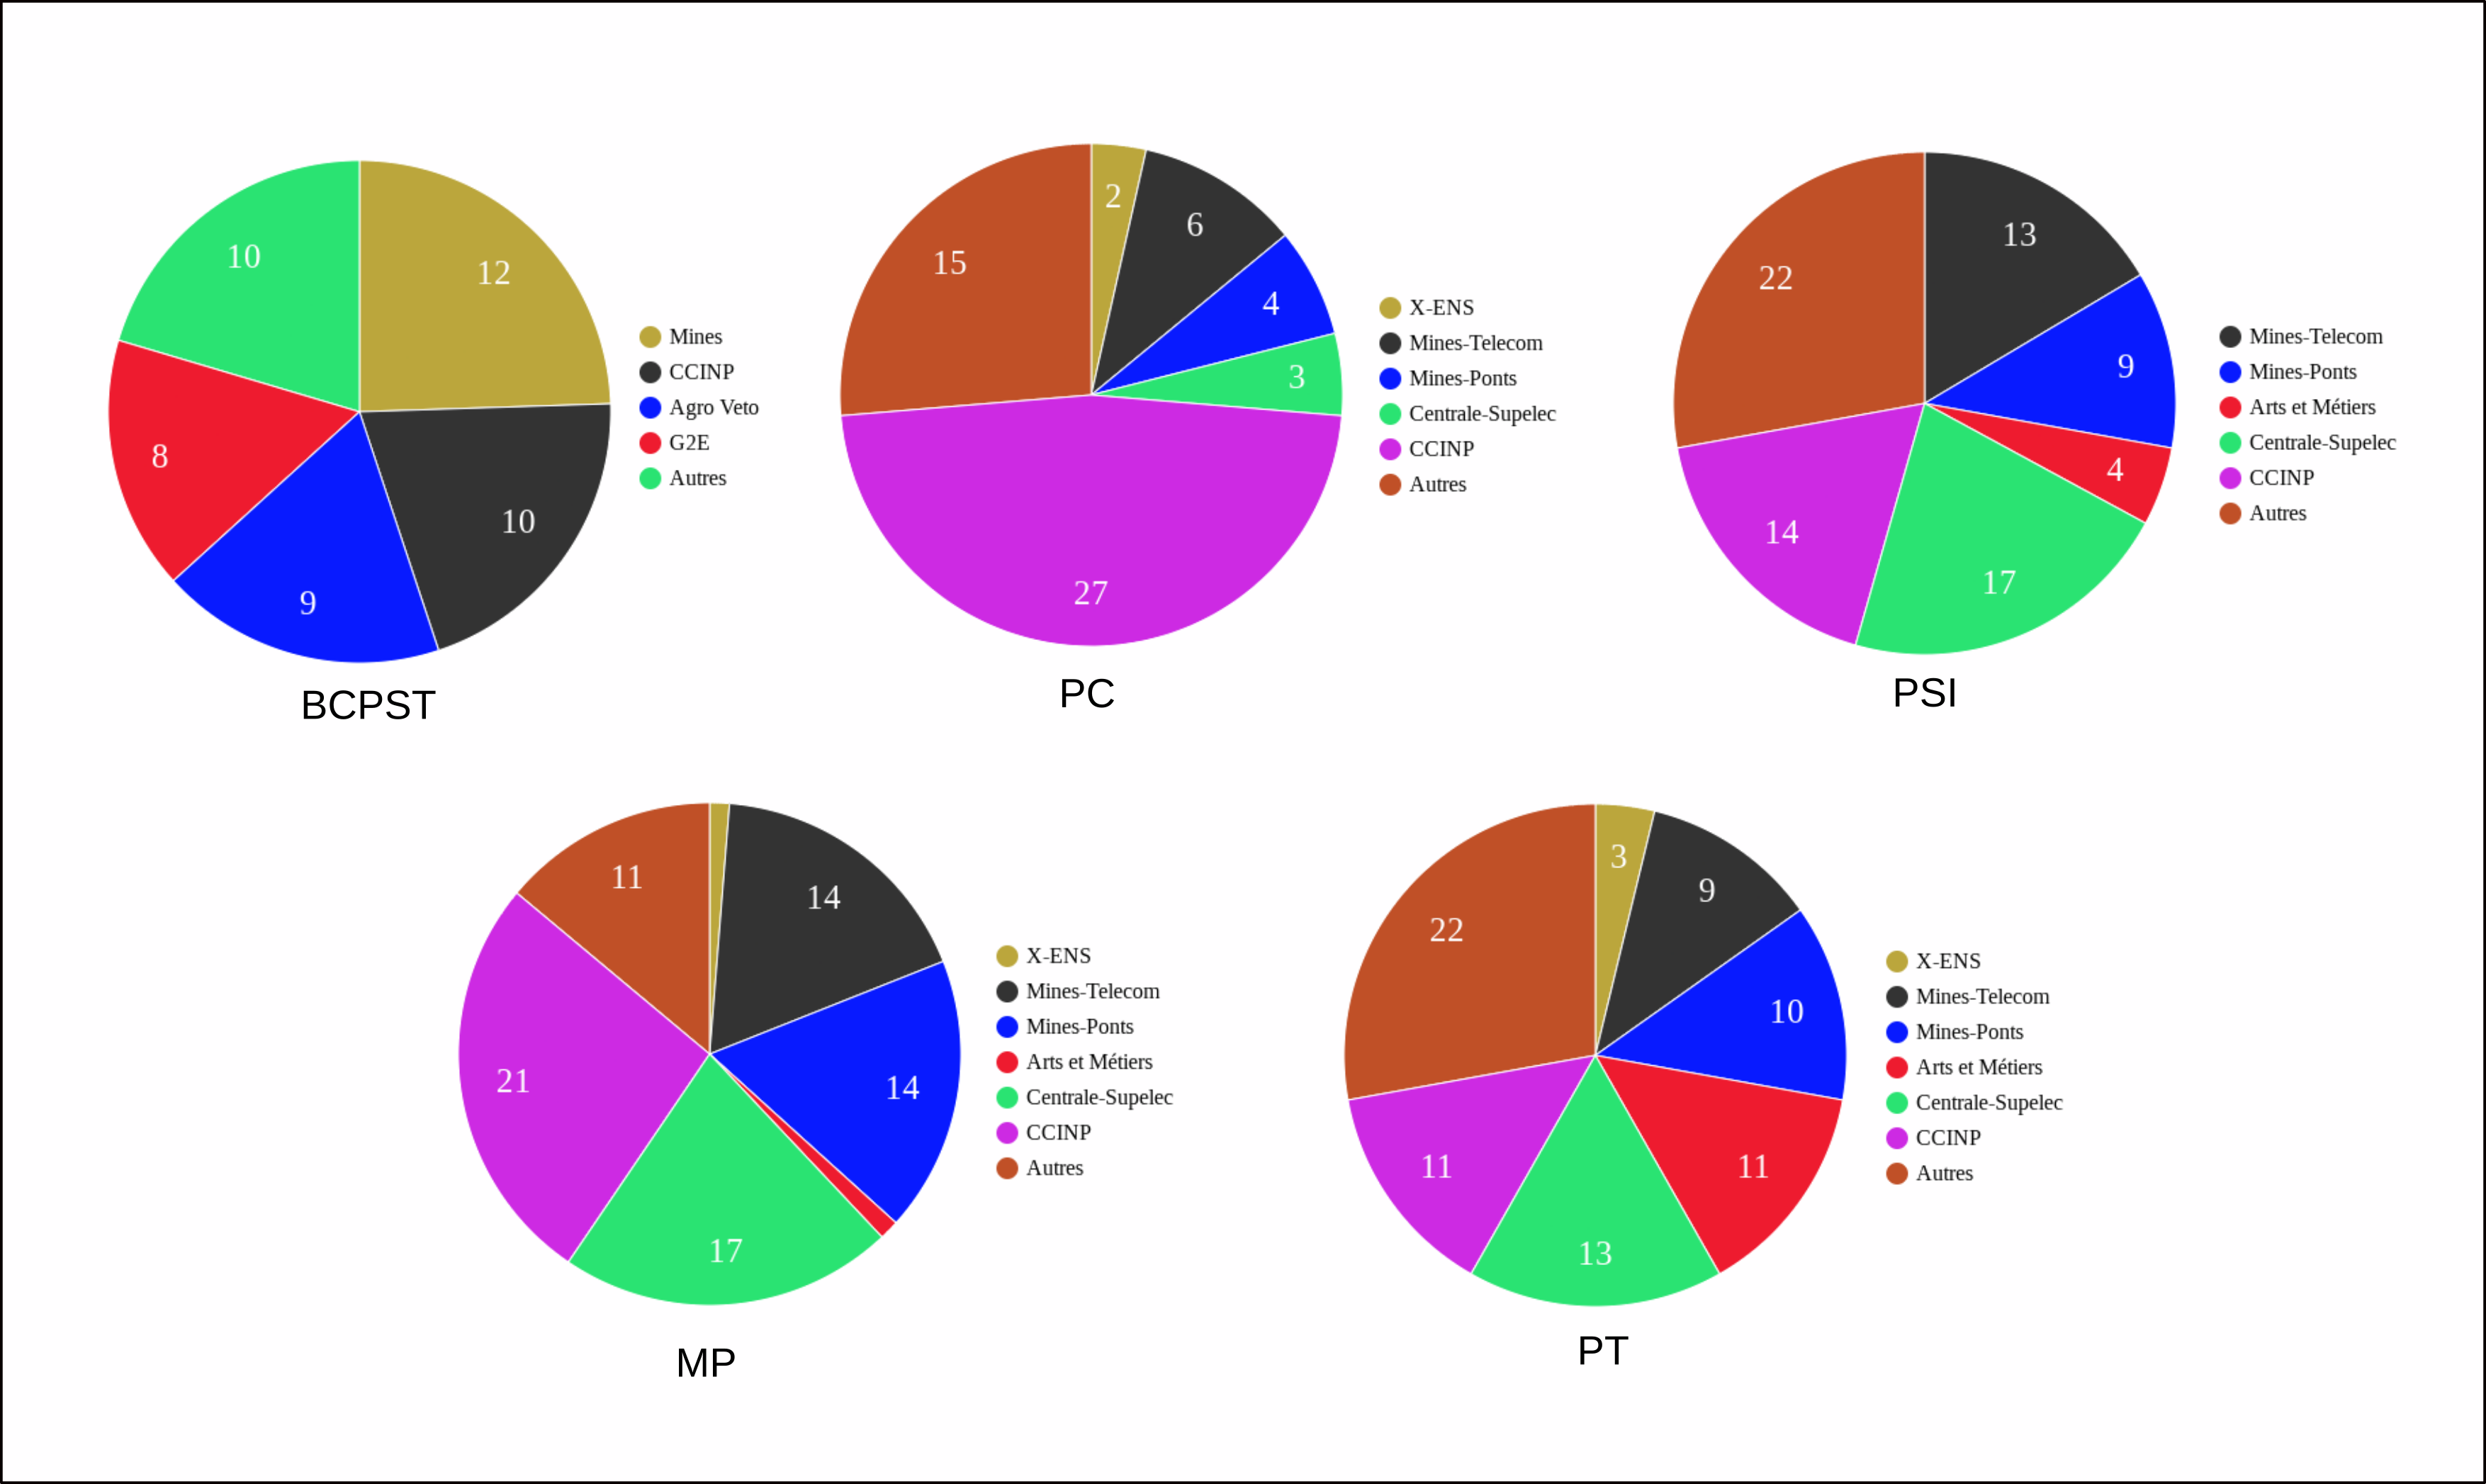 12
10
9
8
10
Mines
CCINP
Agro Veto
G2E
Autres
BCPST
2
6
4
3
27
15
X-ENS
Mines-Telecom
Mines-Ponts
Centrale-Supelec
CCINP
Autres
PC
13
9
4
17
14
22
Mines-Telecom
Mines-Ponts
Arts et Métiers
Centrale-Supelec
CCINP
Autres
PSI
14
14
17
21
11
X-ENS
Mines-Telecom
Mines-Ponts
Arts et Métiers
Centrale-Supelec
CCINP
Autres
MP
3
9
10
11
13
11
22
X-ENS
Mines-Telecom
Mines-Ponts
Arts et Métiers
Centrale-Supelec
CCINP
Autres
PT